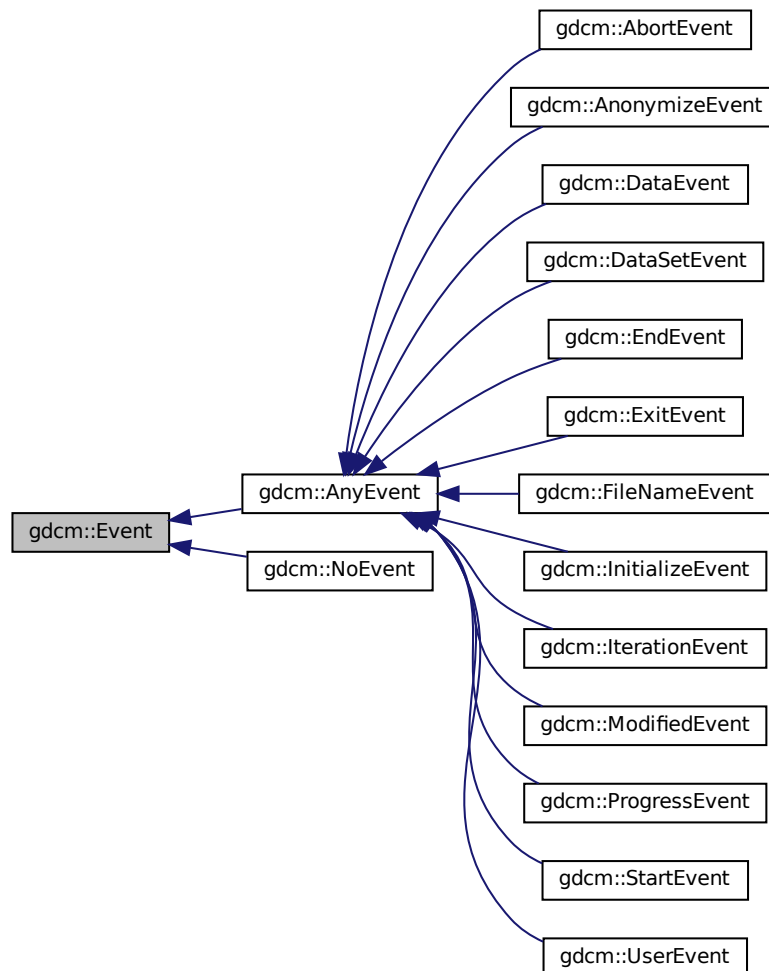 gdcm::AbortEvent
gdcm::AnonymizeEvent
gdcm::DataEvent
gdcm::DataSetEvent
gdcm::EndEvent
gdcm::ExitEvent
gdcm::AnyEvent
gdcm::FileNameEvent
gdcm::Event
gdcm::NoEvent
gdcm::InitializeEvent
gdcm::IterationEvent
gdcm::ModifiedEvent
gdcm::ProgressEvent
gdcm::StartEvent
gdcm::UserEvent